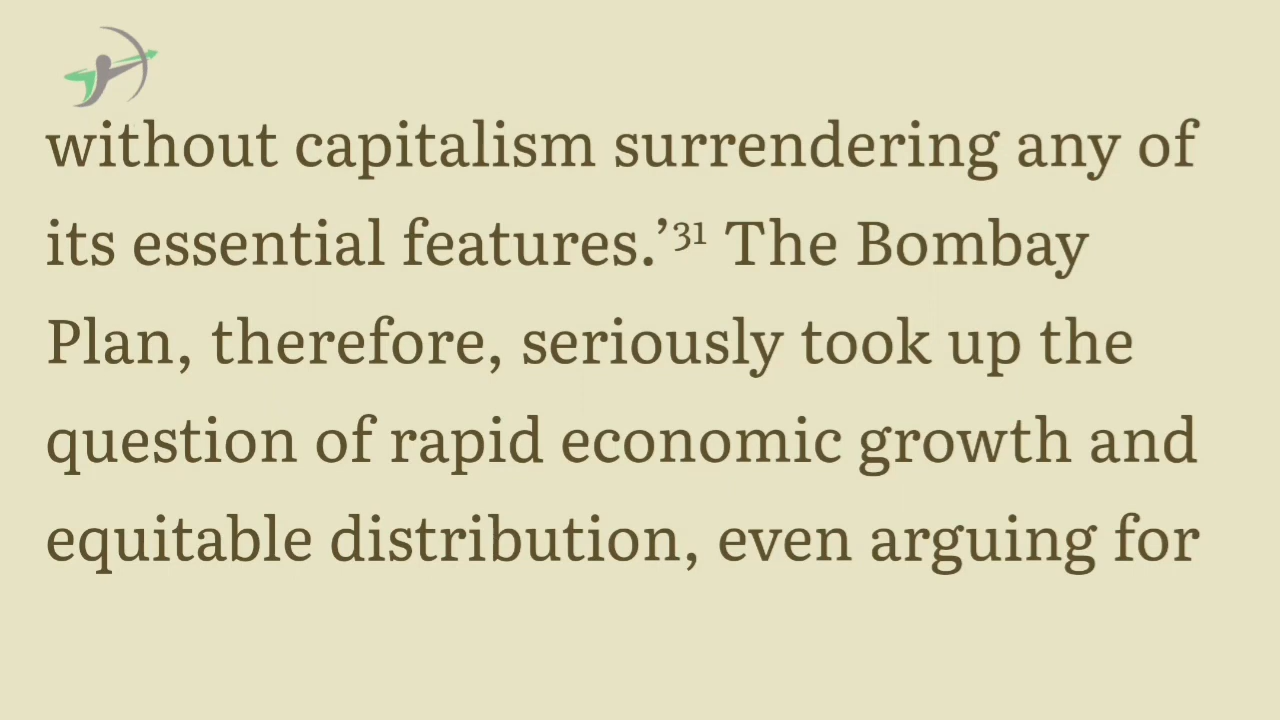 without capitalism surrendering any of
its essential features.’³¹ The Bombay
Plan, therefore, seriously took up the
question of rapid economic growth and
equitable distribution, even arguing for